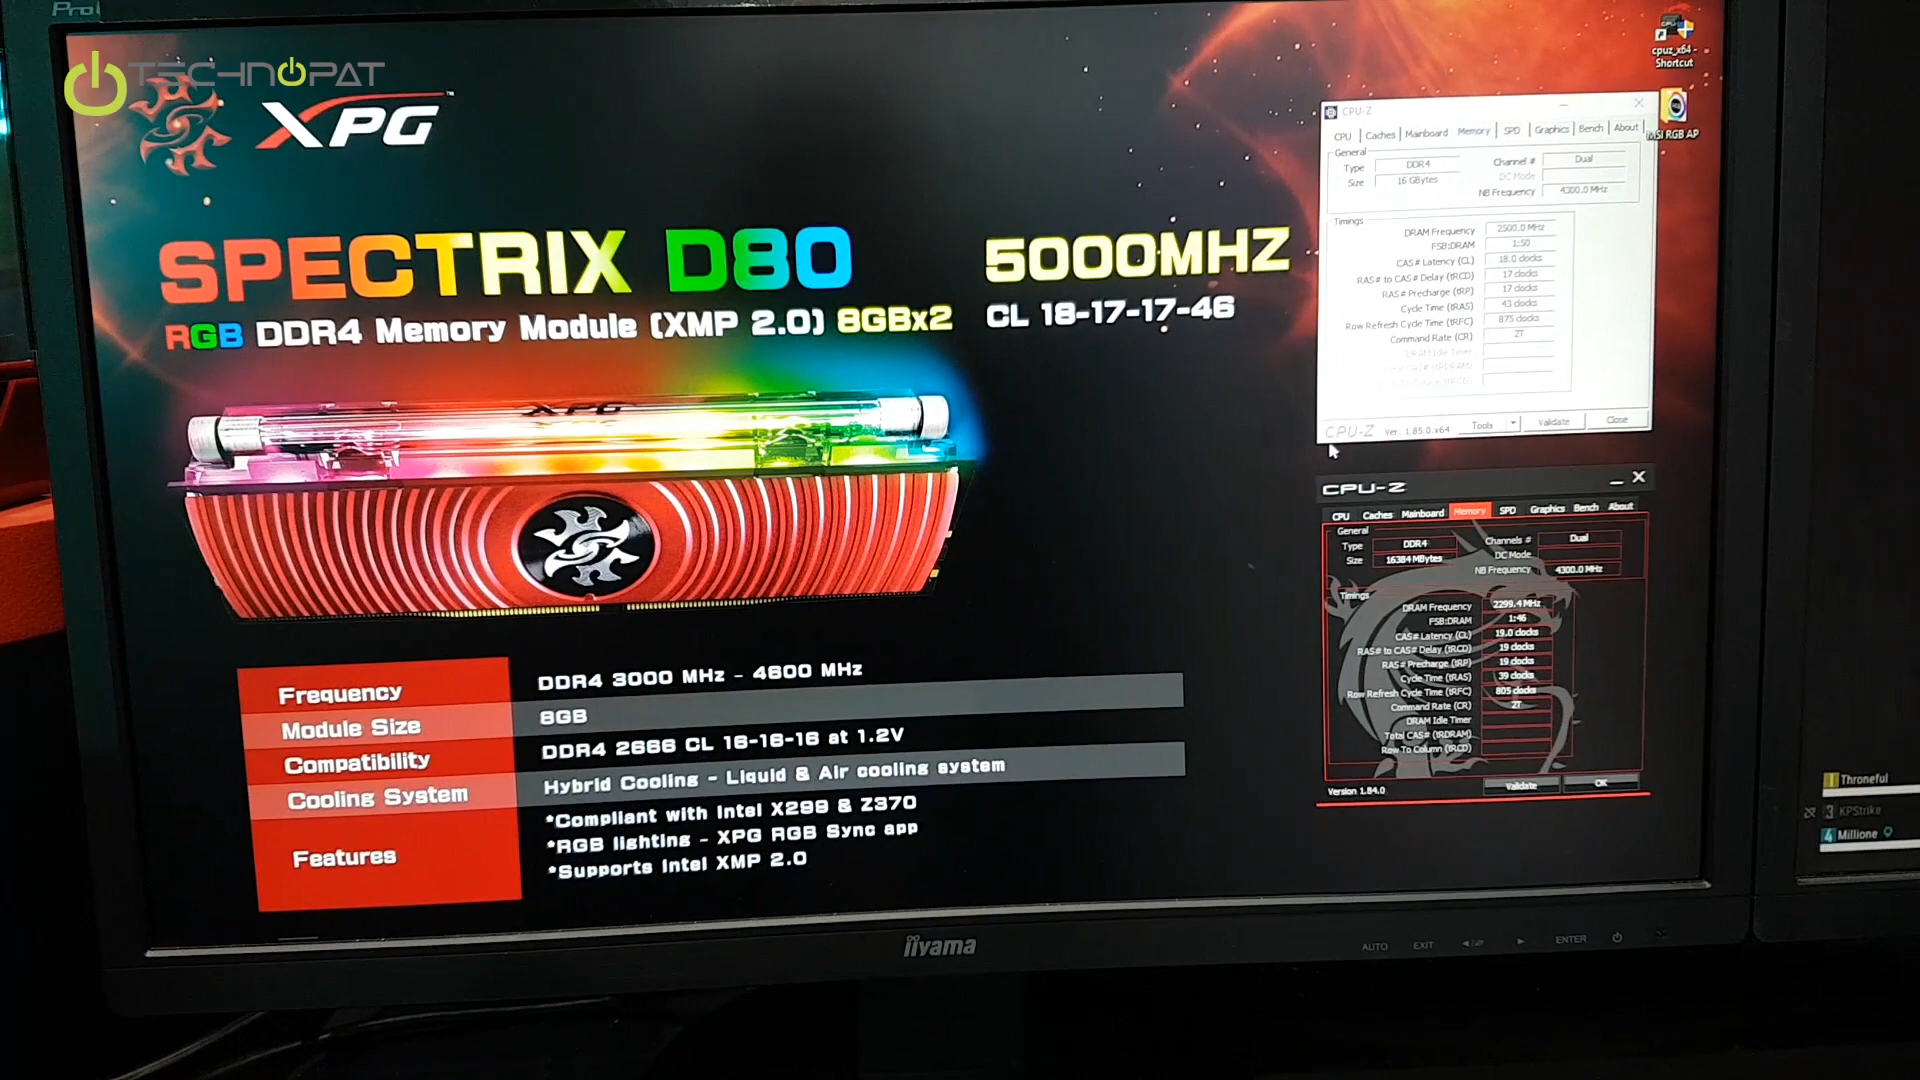 TECHNOPAT
XPG
SPECTRIX D80
5000MHZ
RGB DDR4 Memory Module (XMP 2.0) 8GBx2
CL 18-17-17-46
XPG
Frequency
DDR4 3000 MHz - 4600 MHz
Module Size
8GB
Compatibility
DDR4 2666 CL 16-16-16 at 1.2V
Cooling System
Hybrid Cooling - Liquid & Air cooling system
Features
*Compliant with Intel X299 & Z370
*RGB lighting - XPG RGB Sync app
*Supports Intel XMP 2.0
cpuz_x64 -
Shortcut
MSI RGB AP
CPU-Z
CPU Caches Mainboard Memory SPD Graphics Bench About
General
Type DDR4 Channel # Dual
Size 16 GBytes DC Mode
NB Frequency 4300.0 MHz
Timings
DRAM Frequency 2500.0 MHz
FSB:DRAM 1:50
CAS# Latency (CL) 18.0 clocks
RAS# to CAS# Delay (tRCD) 17 clocks
RAS# Precharge (tRP) 17 clocks
Cycle Time (tRAS) 43 clocks
Row Refresh Cycle Time (tRFC) 875 clocks
Command Rate (CR) 2T
DRAM Idle Timer
CPU-Z Ver. 1.85.0.x64 Tools Validate Close
CPU-Z
CPU Caches Mainboard Memory SPD Graphics Bench About
General
Type DDR4 Channels # Dual
Size 16384 MBytes DC Mode
NB Frequency 4300.0 MHz
Timings
DRAM Frequency 2299.4 MHz
FSB:DRAM 1:46
CAS# Latency (CL) 19.0 clocks
RAS# to CAS# Delay (tRCD) 19 clocks
RAS# Precharge (tRP) 19 clocks
Cycle Time (tRAS) 39 clocks
Row Refresh Cycle Time (tRFC) 805 clocks
Command Rate (CR) 2T
DRAM Idle Timer
Total CAS# (tRDRAM)
Row To Column (tRCD)
Version 1.84.0 Validate OK
iiyama
AUTO EXIT ENTER
1 Throneful
3 KPStrike
4 Millione